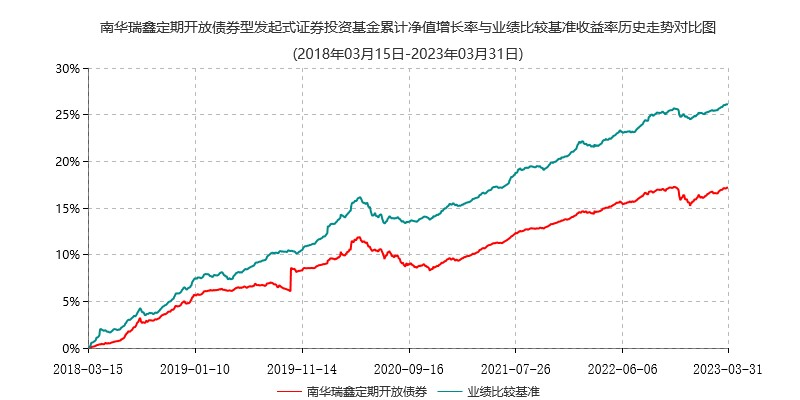 南华瑞鑫定期开放债券型发起式证券投资基金累计净值增长率与业绩比较基准收益率历史走势对比图
(2018年03月15日-2023年03月31日)
30%
25%
20%
15%
10%
5%
0%
2018-03-15 2019-01-10 2019-11-14 2020-09-16 2021-07-26 2022-06-06 2023-03-31
南华瑞鑫定期开放债券 业绩比较基准